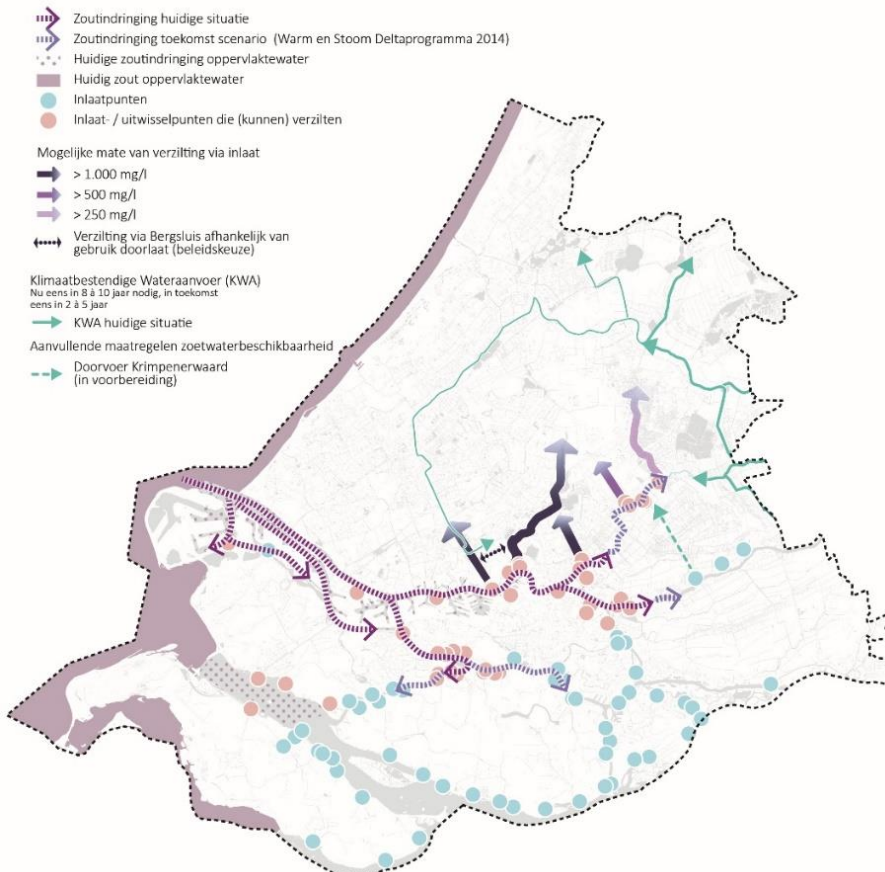 Zoutindringing huidige situatie
Zoutindringing toekomst scenario (Warm en Stoom Deltaprogramma 2014)
Huidige zoutindringing oppervlaktewater
Huidig zout oppervlaktewater
Inlaatpunten
Inlaat- / uitwisselpunten die (kunnen) verzilten
Mogelijke mate van verzilting via inlaat
> 1.000 mg/l
> 500 mg/l
> 250 mg/l
Verzilting via Bergsluis afhankelijk van
gebruik doorlaat (beleidskeuze)
Klimaatbestendige Wateraanvoer (KWA)
Nu eens in 8 à 10 jaar nodig, in toekomst
eens in 2 à 5 jaar
KWA huidige situatie
Aanvullende maatregelen zoetwaterbeschikbaarheid
Doorvoer Krimpenerwaard
(in voorbereiding)